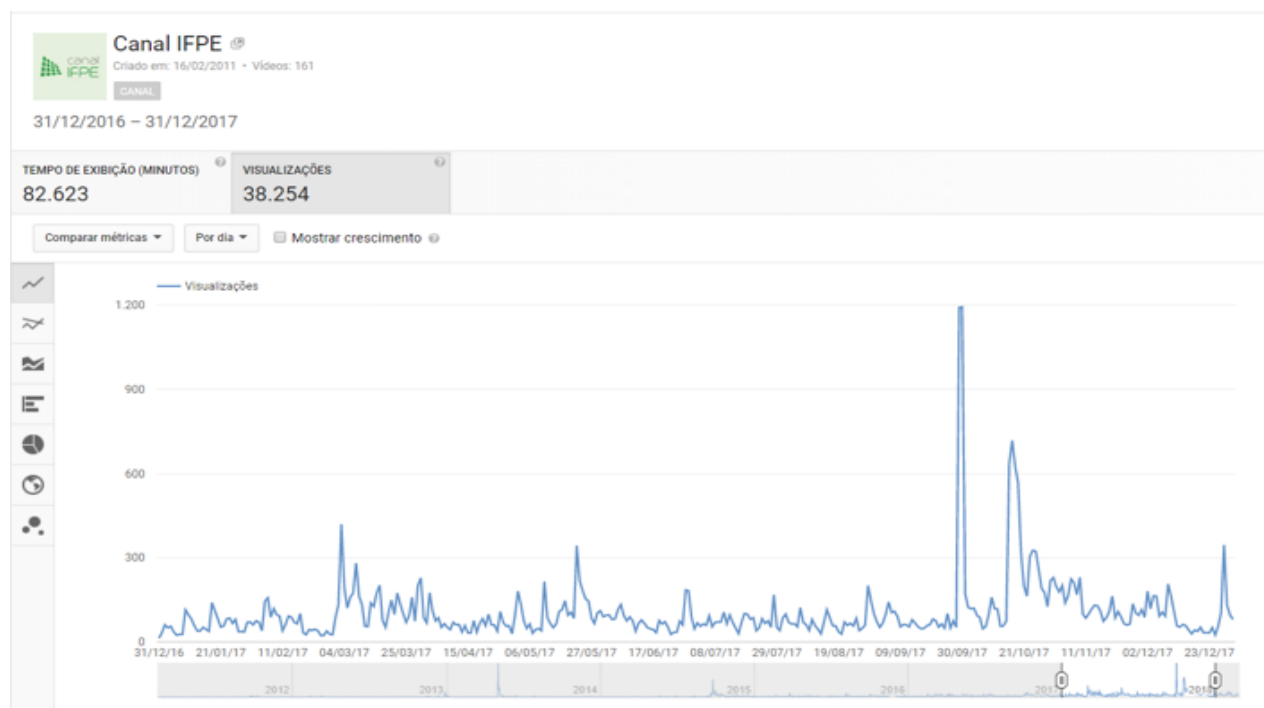 Canal IFPE
canal
IFPE
Criado em: 16/02/2011 • Vídeos: 161
CANAL
31/12/2016 – 31/12/2017
TEMPO DE EXIBIÇÃO (MINUTOS)
82.623
VISUALIZAÇÕES
38.254
Comparar métricas
Por dia
Mostrar crescimento
Visualizações
1.200
900
600
300
0
31/12/16 21/01/17 11/02/17 04/03/17 25/03/17 15/04/17 06/05/17 27/05/17 17/06/17 08/07/17 29/07/17 19/08/17 09/09/17 30/09/17 21/10/17 11/11/17 02/12/17 23/12/17
2012 2013 2014 2015 2016 2017 2018